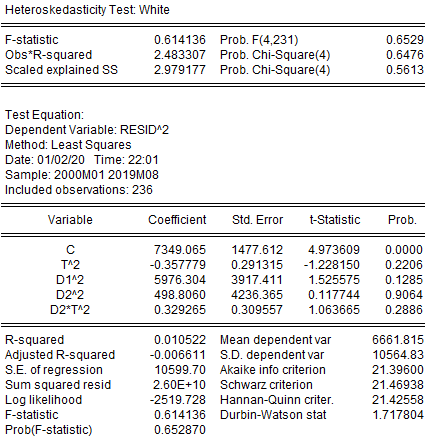 Heteroskedasticity Test: White
F-statistic 0.614136 Prob. F(4,231) 0.6529
Obs*R-squared 2.483307 Prob. Chi-Square(4) 0.6476
Scaled explained SS 2.979177 Prob. Chi-Square(4) 0.5613
Test Equation:
Dependent Variable: RESID^2
Method: Least Squares
Date: 01/02/20 Time: 22:01
Sample: 2000M01 2019M08
Included observations: 236
Variable Coefficient Std. Error t-Statistic Prob.
C 7349.065 1477.612 4.973609 0.0000
T^2 -0.357779 0.291315 -1.228150 0.2206
D1^2 5976.304 3917.411 1.525575 0.1285
D2^2 498.8060 4236.365 0.117744 0.9064
D2*T^2 0.329265 0.309557 1.063665 0.2886
R-squared 0.010522 Mean dependent var 6661.815
Adjusted R-squared -0.006611 S.D. dependent var 10564.83
S.E. of regression 10599.70 Akaike info criterion 21.39600
Sum squared resid 2.60E+10 Schwarz criterion 21.46938
Log likelihood -2519.728 Hannan-Quinn criter. 21.42558
F-statistic 0.614136 Durbin-Watson stat 1.717804
Prob(F-statistic) 0.652870